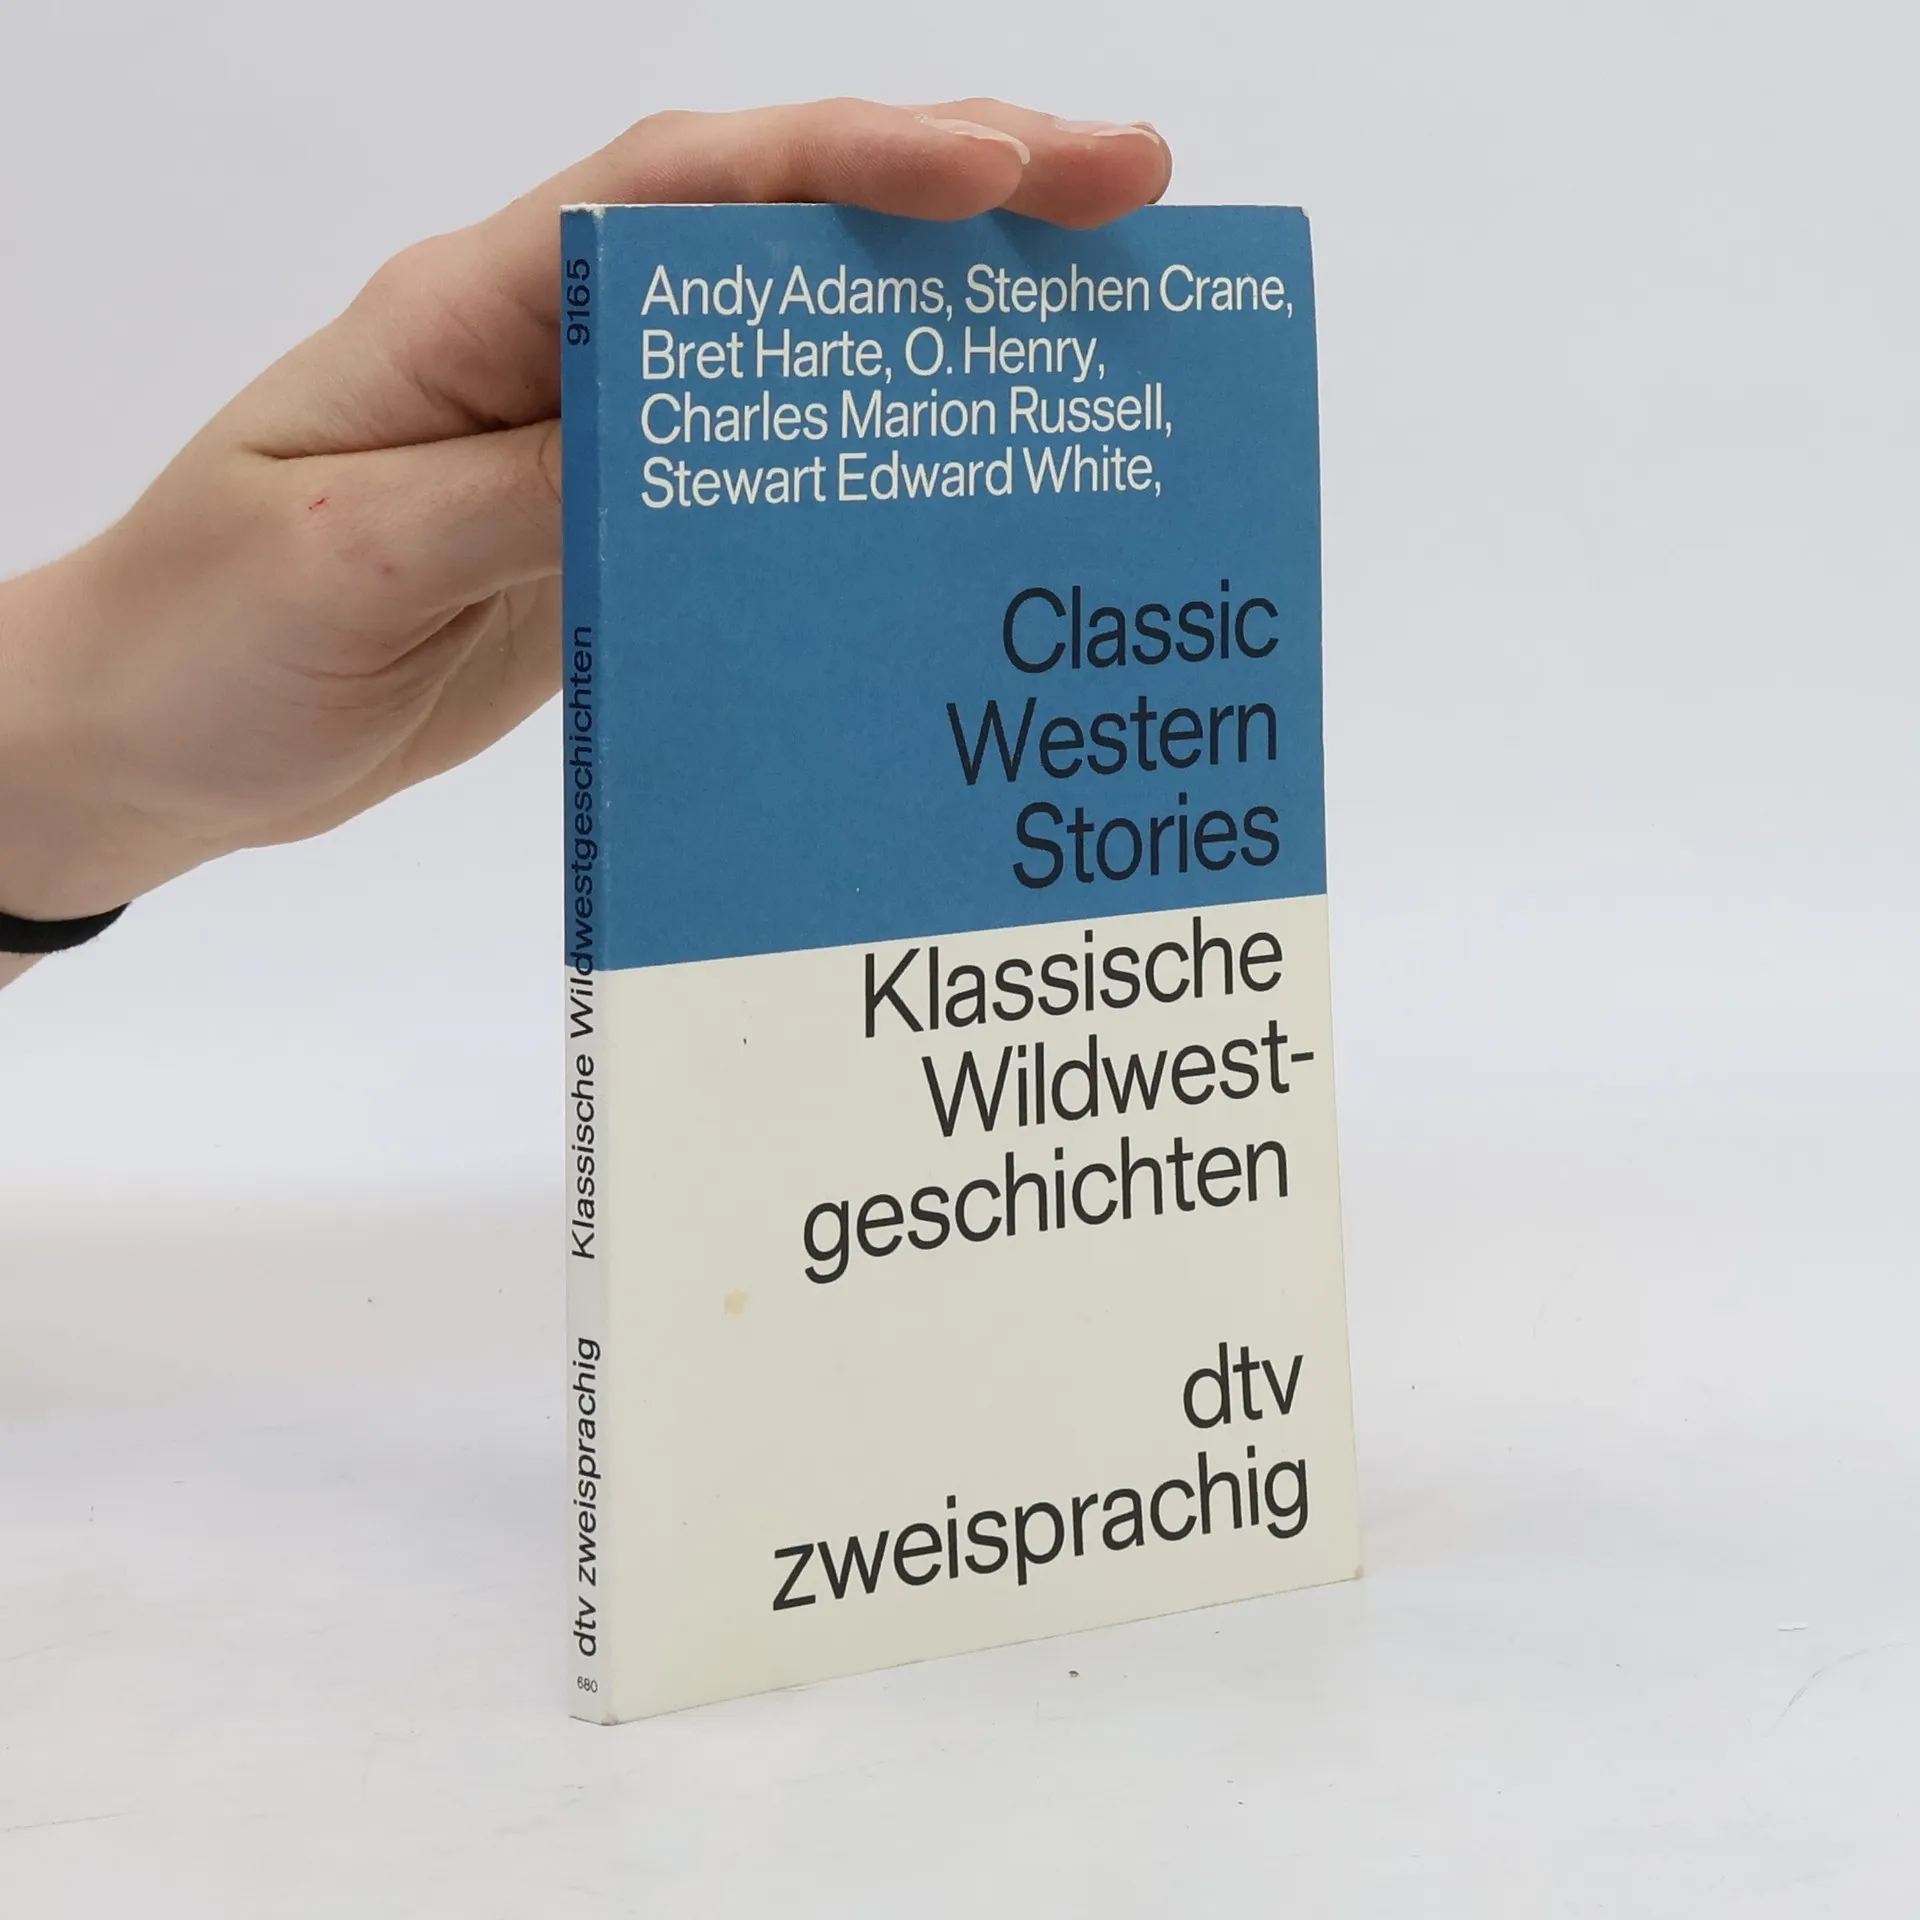 Andy Adams, Stephen Crane,
Bret Harte, O. Henry,
Charles Marion Russell,
Stewart Edward White,
Classic
Western
Stories
Klassische
Wildwest-
geschichten
dtv
zweisprachig
9165
Klassische Wildwestgeschichten
dtv zweisprachig
680